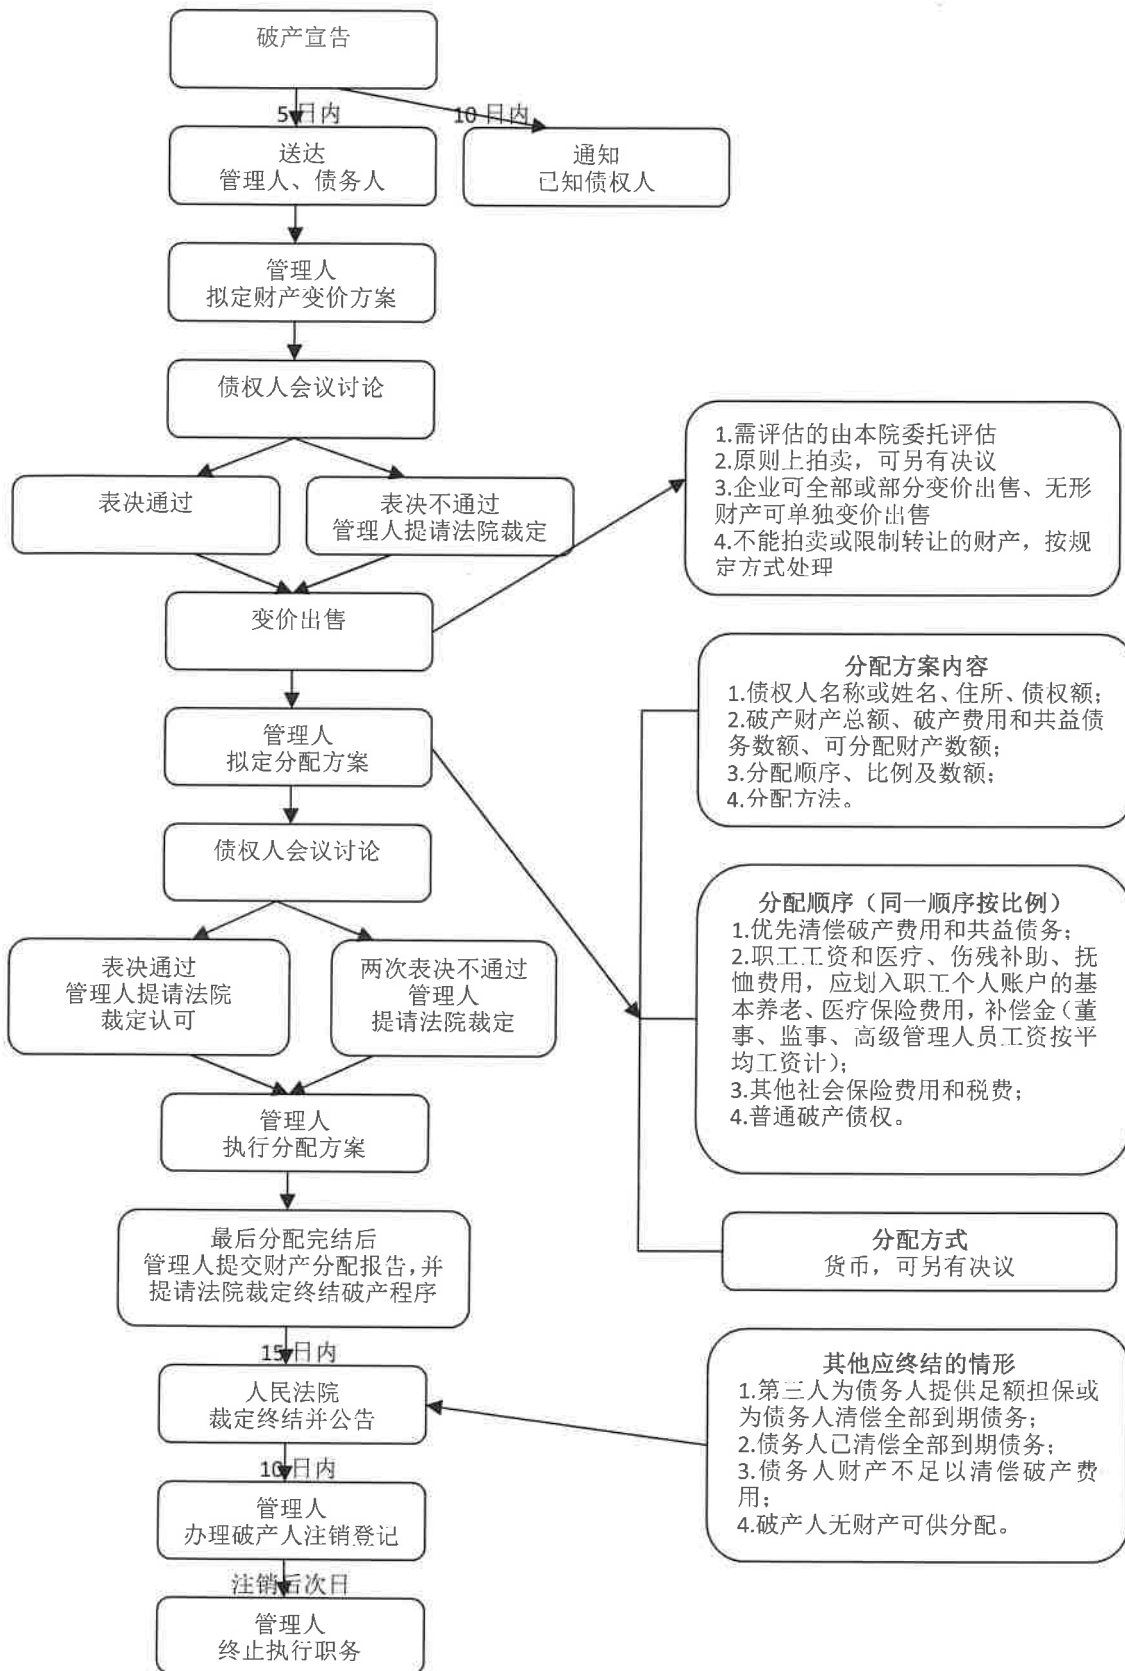 破产宣告
5 日内
10 日内
送达
管理人、债务人
通知
已知债权人
管理人
拟定财产变价方案
债权人会议讨论
表决通过
表决不通过
管理人提请法院裁定
1.需评估的由本院委托评估
2.原则上拍卖，可另有决议
3.企业可全部或部分变价出售、无形
财产可单独变价出售
4.不能拍卖或限制转让的财产，按规
定方式处理
变价出售
管理人
拟定分配方案
分配方案内容
1.债权人名称或姓名、住所、债权额；
2.破产财产总额、破产费用和共益债
务数额、可分配财产数额；
3.分配顺序、比例及数额；
4.分配方法。
债权人会议讨论
表决通过
管理人提请法院
裁定认可
两次表决不通过
管理人
提请法院裁定
分配顺序（同一顺序按比例）
1.优先清偿破产费用和共益债务；
2.职工工资和医疗、伤残补助、抚
恤费用，应划入职工个人账户的基
本养老、医疗保险费用，补偿金（董
事、监事、高级管理人员工资按平
均工资计）；
3.其他社会保险费用和税费；
4.普通破产债权。
管理人
执行分配方案
最后分配完结后
管理人提交财产分配报告，并
提请法院裁定终结破产程序
分配方式
货币，可另有决议
15 日内
人民法院
裁定终结并公告
其他应终结的情形
1.第三人为债务人提供足额担保或
为债务人清偿全部到期债务；
2.债务人已清偿全部到期债务；
3.债务人财产不足以清偿破产费
用；
4.破产人无财产可供分配。
10 日内
管理人
办理破产人注销登记
注销后次日
管理人
终止执行职务